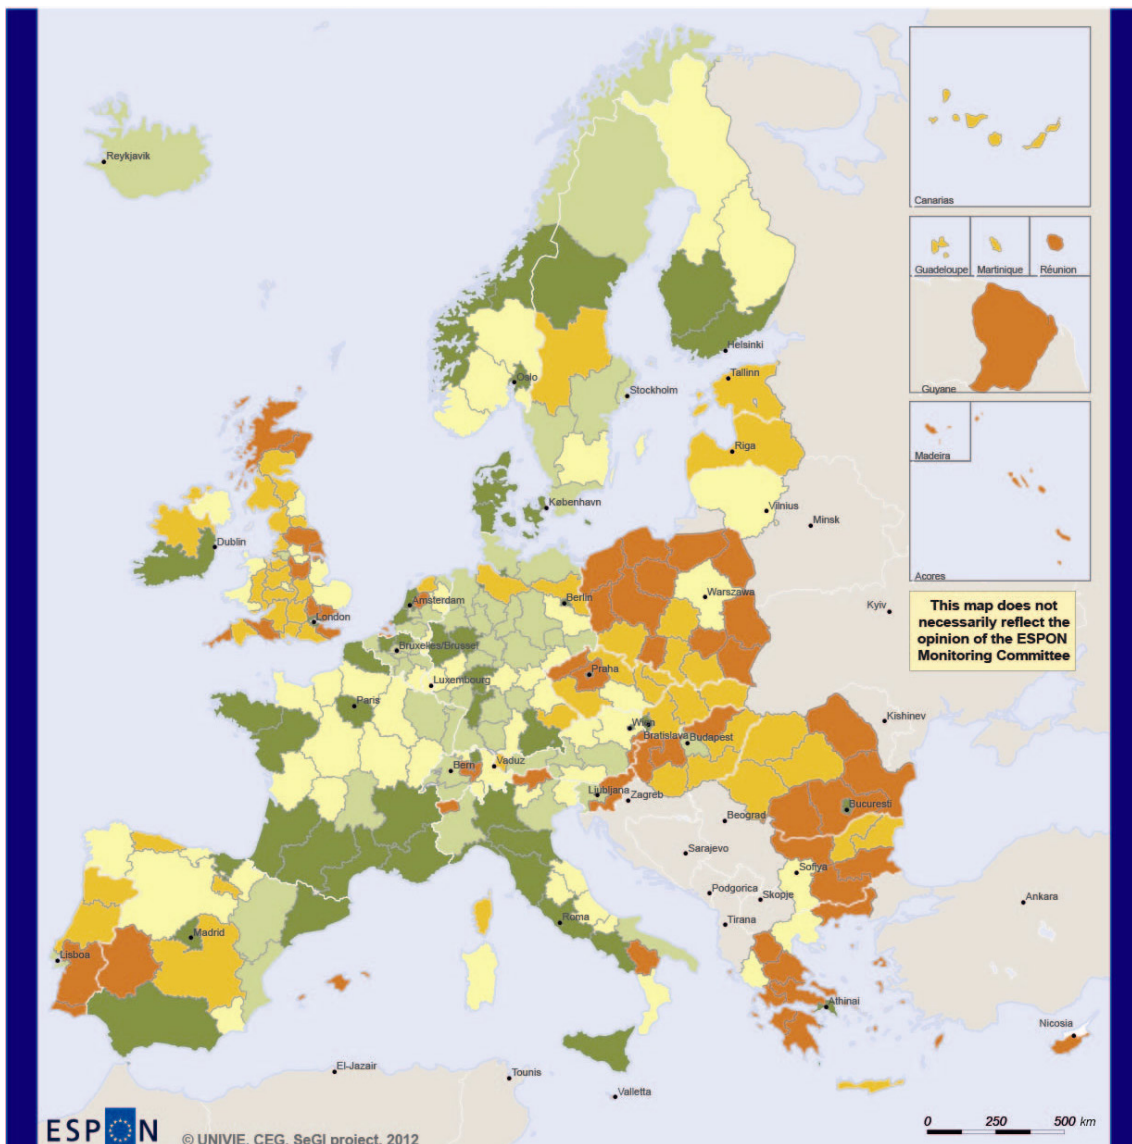 Reykjavik
Canarias
Guadeloupe
Martinique
Réunion
Guyane
Madeira
Acores
This map does not
necessarily reflect the
opinion of the ESPON
Monitoring Committee
Helsinki
Oslo
Tallinn
Stockholm
Riga
København
Vilnius
Minsk
Dublin
Amsterdam
Berlin
Warszawa
London
Kyiv
Bruxelles/Brussel
Luxembourg
Praha
Paris
Kishinev
Bratislava
Budapest
Bern
Vaduz
Ljubljana
Zagreb
Bucuresti
Beograd
Sarajevo
Sofiya
Podgorica
Skopje
Ankara
Roma
Tirana
Madrid
Lisboa
Athinai
Nicosia
El-Jazair
Tounis
Valletta
ESPON
© UNIVIE, CEG, SeGI project, 2012
0 250 500 km